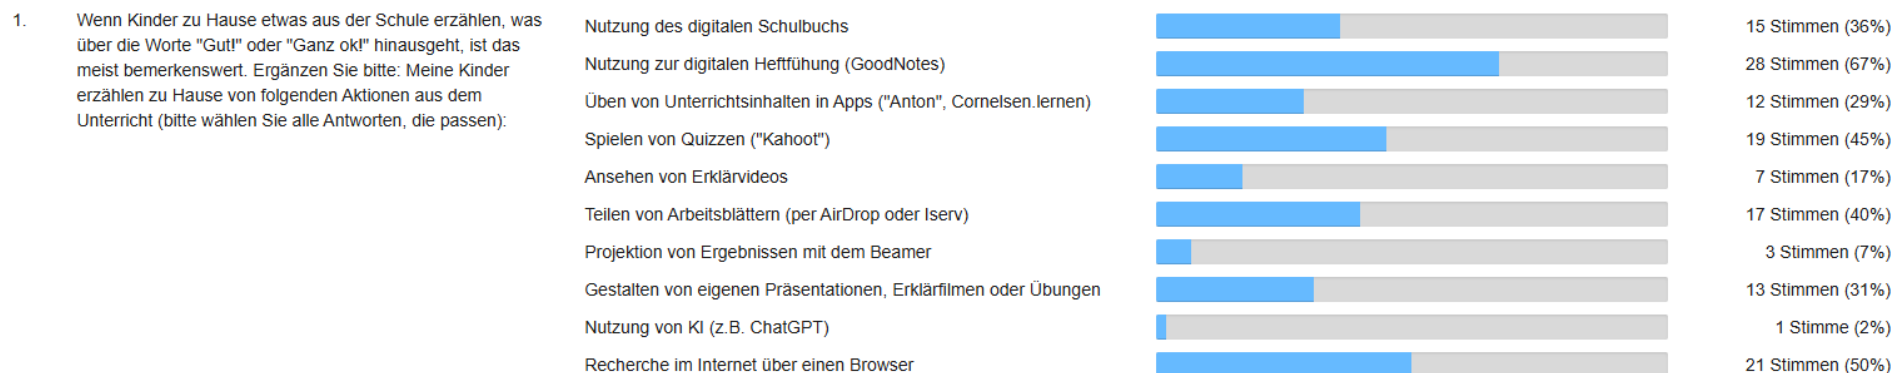 1. Wenn Kinder zu Hause etwas aus der Schule erzählen, was
über die Worte "Gut!" oder "Ganz ok!" hinausgeht, ist das
meist bemerkenswert. Ergänzen Sie bitte: Meine Kinder
erzählen zu Hause von folgenden Aktionen aus dem
Unterricht (bitte wählen Sie alle Antworten, die passen):
Nutzung des digitalen Schulbuchs 15 Stimmen (36%)
Nutzung zur digitalen Heftführung (GoodNotes) 28 Stimmen (67%)
Üben von Unterrichtsinhalten in Apps ("Anton", Cornelsen.lernen) 12 Stimmen (29%)
Spielen von Quizzen ("Kahoot") 19 Stimmen (45%)
Ansehen von Erklärvideos 7 Stimmen (17%)
Teilen von Arbeitsblättern (per AirDrop oder Iserv) 17 Stimmen (40%)
Projektion von Ergebnissen mit dem Beamer 3 Stimmen (7%)
Gestalten von eigenen Präsentationen, Erklärfilmen oder Übungen 13 Stimmen (31%)
Nutzung von KI (z.B. ChatGPT) 1 Stimme (2%)
Recherche im Internet über einen Browser 21 Stimmen (50%)